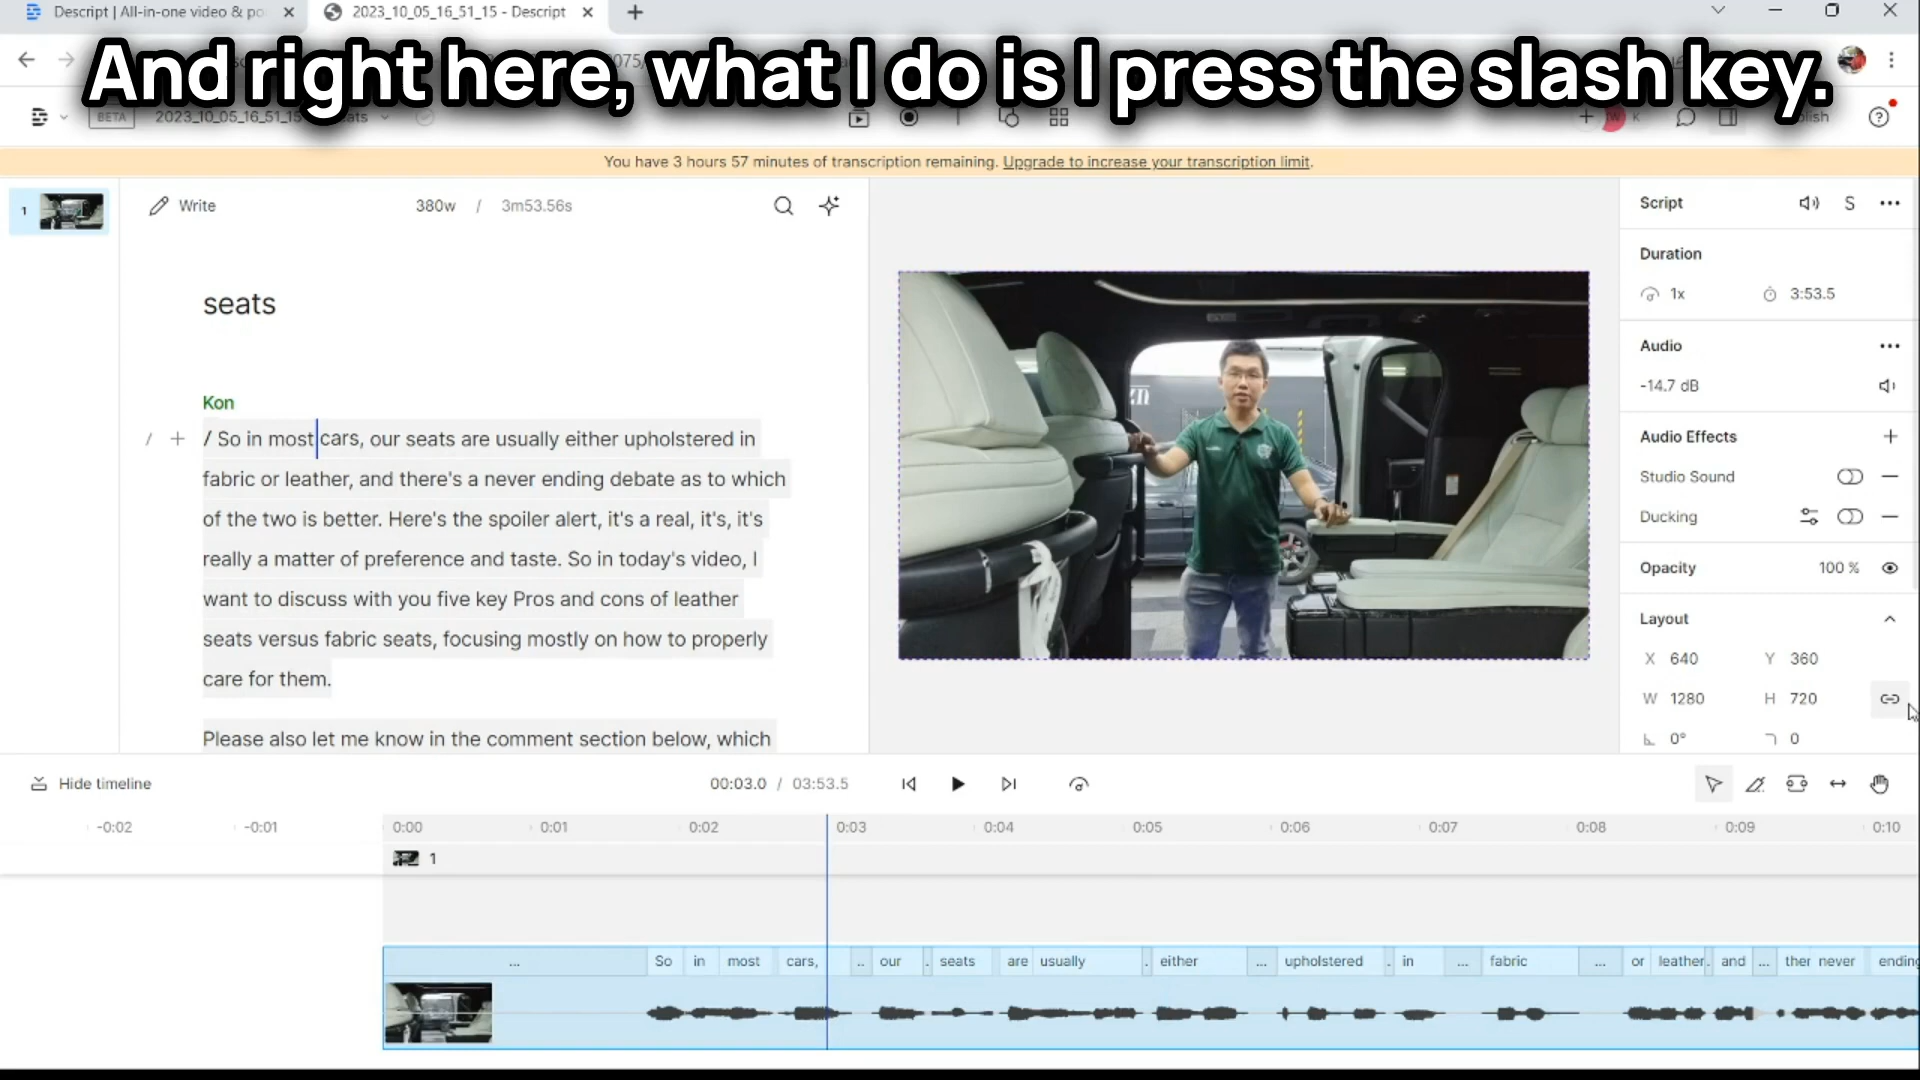 Descript | All-in-one video & po
2023_10_05_16_51_15 - Descript
And right here, what I do is I press the slash key.
BETA
2023_10_05_16_51_15
K
You have 3 hours 57 minutes of transcription remaining. Upgrade to increase your transcription limit.
1
Write
380w / 3m53.56s
seats
Kon
/ + / So in most cars, our seats are usually either upholstered in
fabric or leather, and there's a never ending debate as to which
of the two is better. Here's the spoiler alert, it's a real, it's, it's
really a matter of preference and taste. So in today's video, I
want to discuss with you five key Pros and cons of leather
seats versus fabric seats, focusing mostly on how to properly
care for them.
Please also let me know in the comment section below, which
Script
S
Duration
1x
3:53.5
Audio
-14.7 dB
Audio Effects
Studio Sound
Ducking
Opacity
100 %
Layout
X 640
Y 360
W 1280
H 720
0°
0
Hide timeline
00:03.0 / 03:53.5
-0:02 -0:01 0:00 0:01 0:02 0:03 0:04 0:05 0:06 0:07 0:08 0:09 0:10
1
... So in most cars, .. our . seats are usually . either ... upholstered . in ... fabric ... or leather . and ... ther never ending